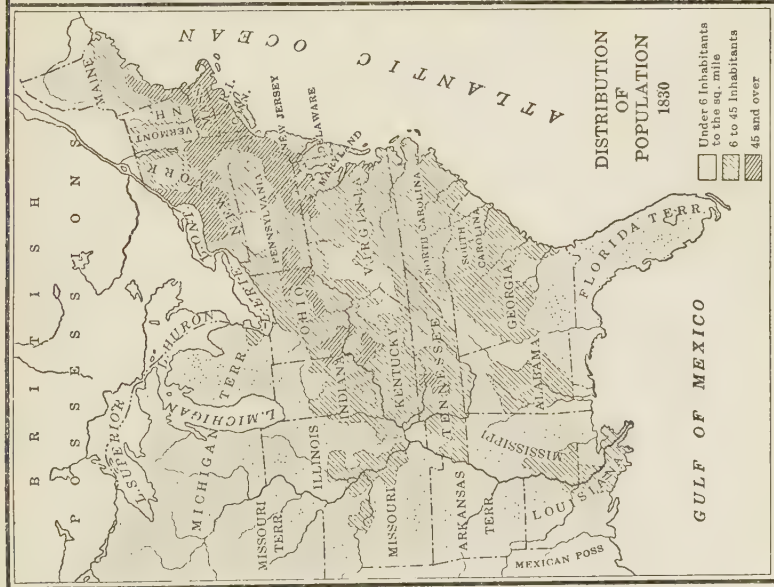 BRITISH
POSSESSIONS
L. SUPERIOR
L. HURON
L. MICHIGAN
MICHIGAN
TERR.
L. ERIE
L. ONT.
MAINE
VERMONT
N H
M
R. I.
NEW YORK
PENNSYLVANIA
NEW JERSEY
DELAWARE
MARYLAND
ATLANTIC OCEAN
MISSOURI
TERR.
ILLINOIS
INDIANA
OHIO
VIRGINIA
KENTUCKY
NORTH CAROLINA
TENNESSEE
SOUTH
CAROLINA
MISSOURI
ARKANSAS
TERR.
MISSISSIPPI
ALABAMA
GEORGIA
FLORIDA TERR.
LOUISIANA
MEXICAN POSS
GULF OF MEXICO
DISTRIBUTION
OF
POPULATION
1830
Under 6 Inhabitants
to the sq. mile
6 to 45 Inhabitants
45 and over